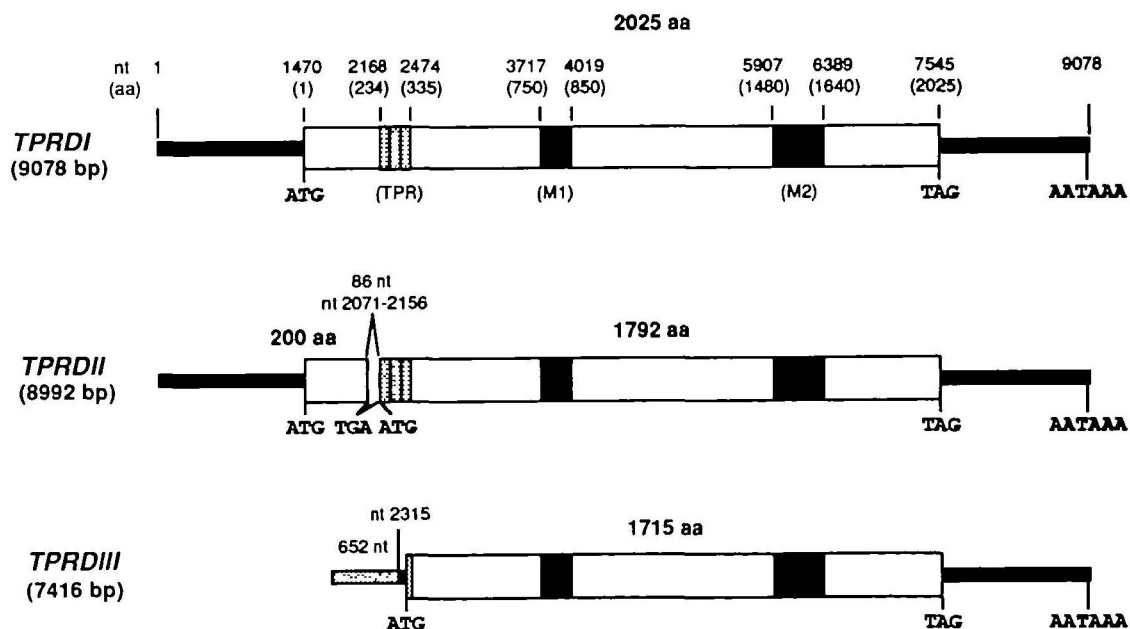 2025 aa
nt 1 1470 2168 2474 3717 4019 5907 6389 7545 9078
(aa) (1) (234) (335) (750) (850) (1480) (1640) (2025)
TPRDI
(9078 bp)
ATG (TPR) (M1) (M2) TAG AATAAA
86 nt
nt 2071-2156
200 aa 1792 aa
TPRDII
(8992 bp)
ATG TGA ATG TAG AATAAA
nt 2315
1715 aa
652 nt
TPRDIII
(7416 bp)
ATG TAG AATAAA